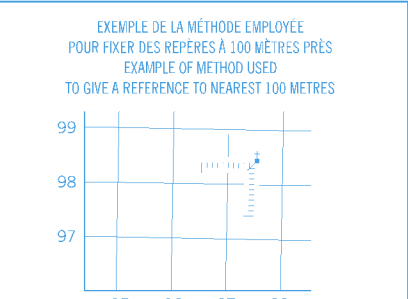 EXEMPLE DE LA MÉTHODE EMPLOYÉE
POUR FIXER DES REPÈRES À 100 MÈTRES PRÈS
EXAMPLE OF METHOD USED
TO GIVE A REFERENCE TO NEAREST 100 METRES
99
98
97